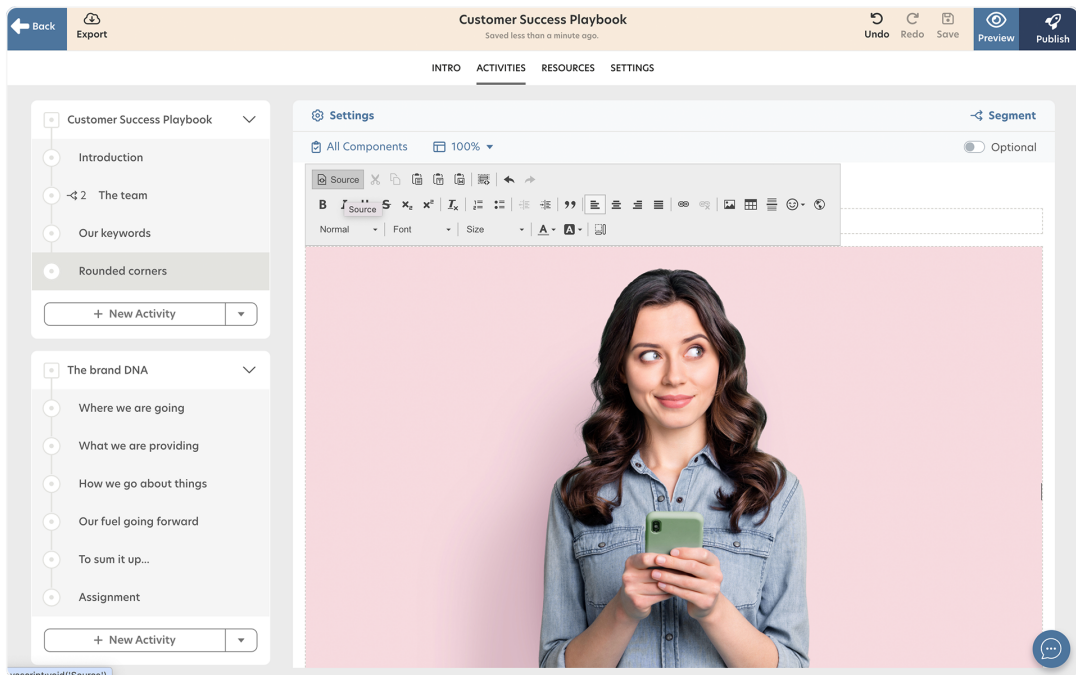 Back
Export
Customer Success Playbook
Saved less than a minute ago.
Undo
Redo
Save
Preview
Publish
INTRO ACTIVITIES RESOURCES SETTINGS
Customer Success Playbook
Introduction
2 The team
Our keywords
Rounded corners
+ New Activity
The brand DNA
Where we are going
What we are providing
How we go about things
Our fuel going forward
To sum it up...
Assignment
+ New Activity
Settings
Segment
All Components
100%
Optional
Source
B
S
x₂
xˣ
Source
Normal
Font
Size
A
A